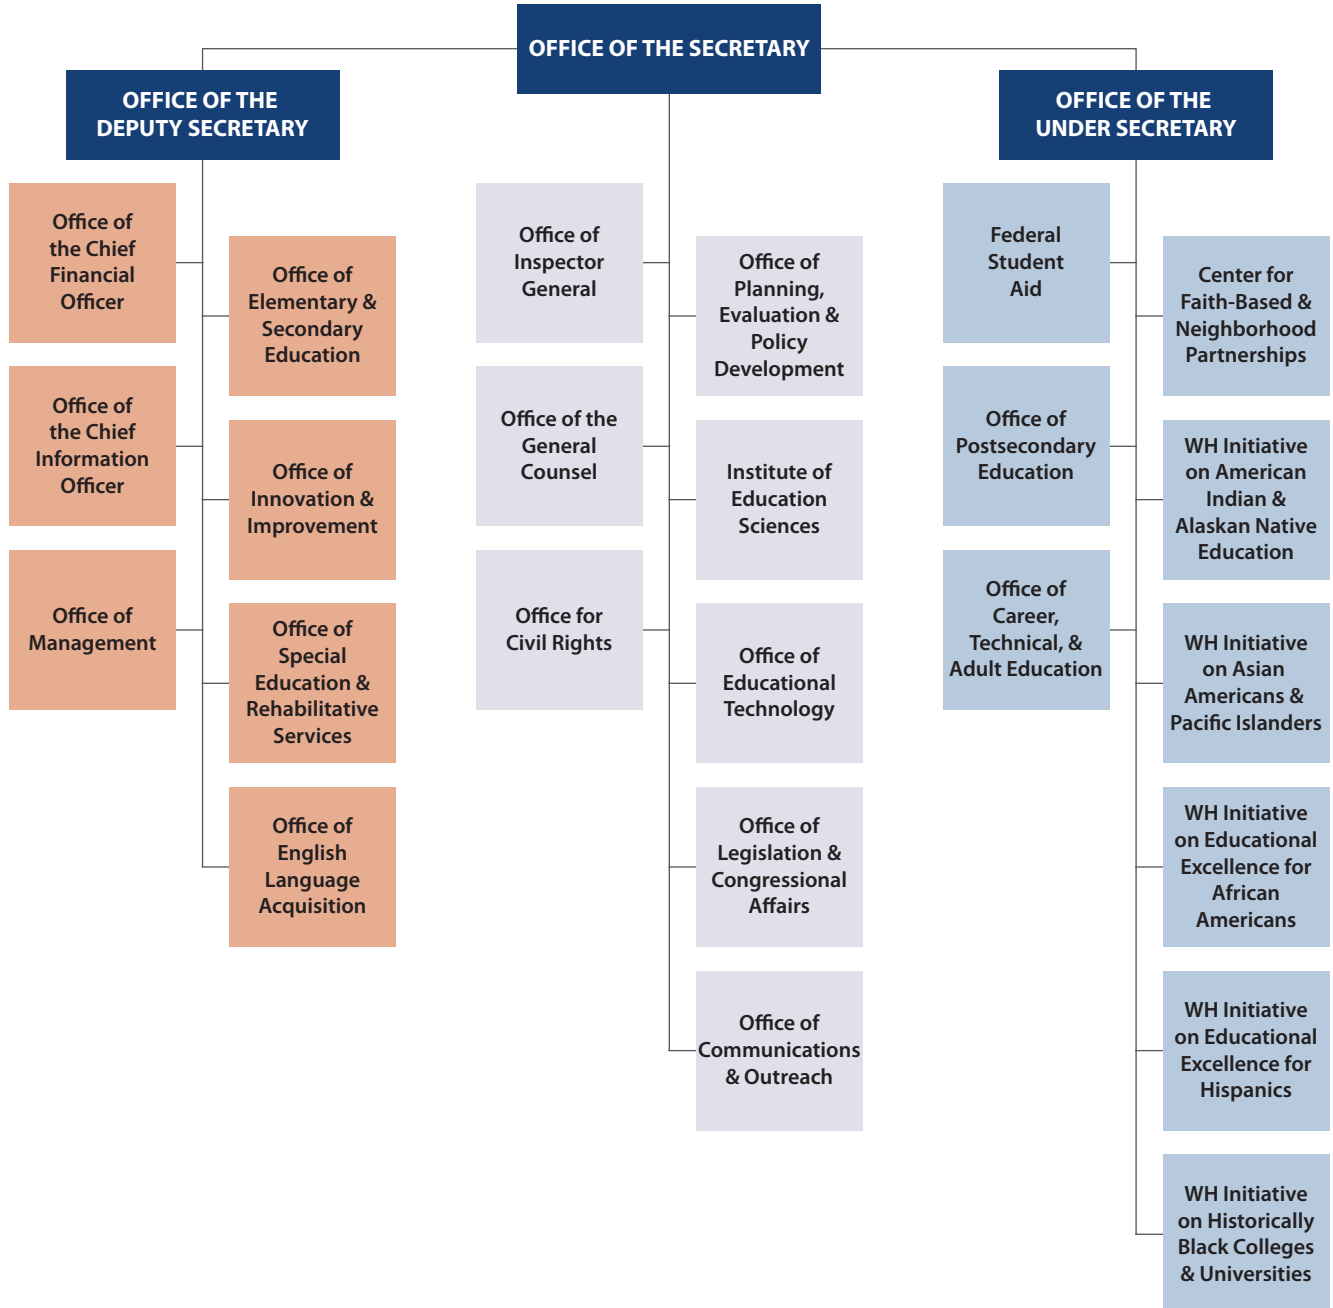 OFFICE OF THE SECRETARY
OFFICE OF THE
DEPUTY SECRETARY
Office of
the Chief
Financial
Officer
Office of
the Chief
Information
Officer
Office of
Management
Office of
Elementary &
Secondary
Education
Office of
Innovation &
Improvement
Office of
Special
Education &
Rehabilitative
Services
Office of
English
Language
Acquisition
Office of
Inspector
General
Office of the
General
Counsel
Office for
Civil Rights
Office of
Planning,
Evaluation &
Policy
Development
Institute of
Education
Sciences
Office of
Educational
Technology
Office of
Legislation &
Congressional
Affairs
Office of
Communications
& Outreach
OFFICE OF THE
UNDER SECRETARY
Federal
Student
Aid
Office of
Postsecondary
Education
Office of
Career,
Technical, &
Adult Education
Center for
Faith-Based &
Neighborhood
Partnerships
WH Initiative
on American
Indian &
Alaskan Native
Education
WH Initiative
on Asian
Americans &
Pacific Islanders
WH Initiative
on Educational
Excellence for
African
Americans
WH Initiative
on Educational
Excellence for
Hispanics
WH Initiative
on Historically
Black Colleges
& Universities